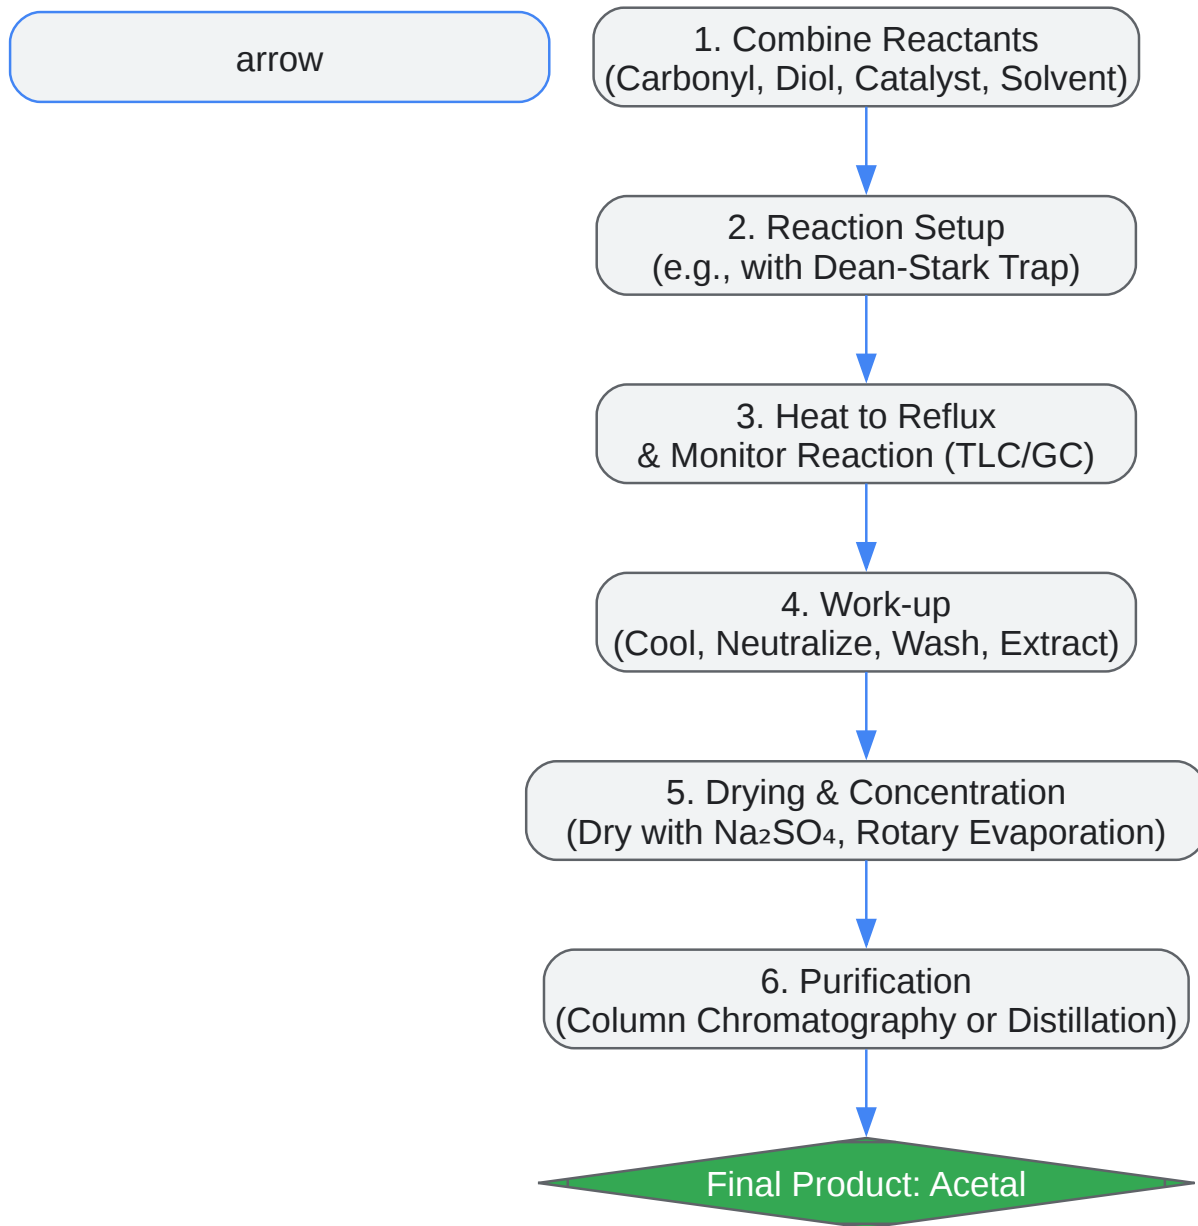 arrow
1. Combine Reactants
(Carbonyl, Diol, Catalyst, Solvent)
2. Reaction Setup
(e.g., with Dean-Stark Trap)
3. Heat to Reflux
& Monitor Reaction (TLC/GC)
4. Work-up
(Cool, Neutralize, Wash, Extract)
5. Drying & Concentration
(Dry with Na₂SO₄, Rotary Evaporation)
6. Purification
(Column Chromatography or Distillation)
Final Product: Acetal